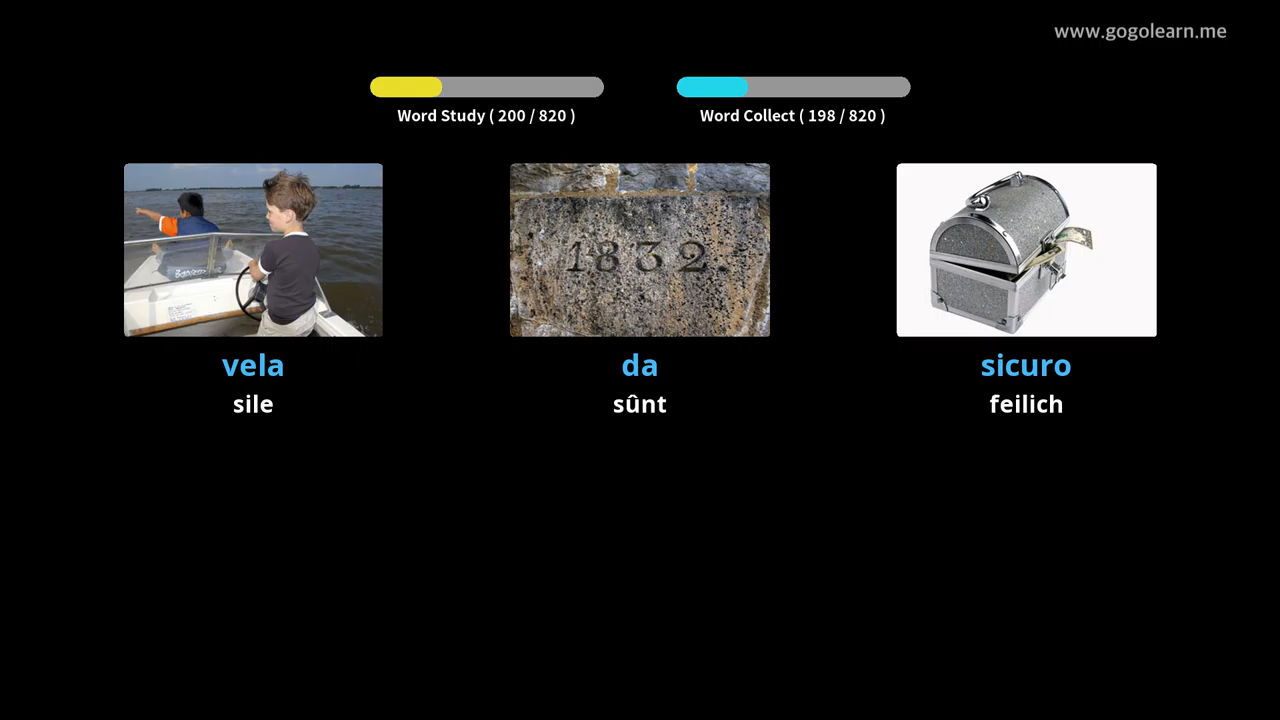 www.gogolearn.me
Word Study ( 200 / 820 )
Word Collect ( 198 / 820 )
1832.
vela
da
sicuro
sile
sûnt
feilich